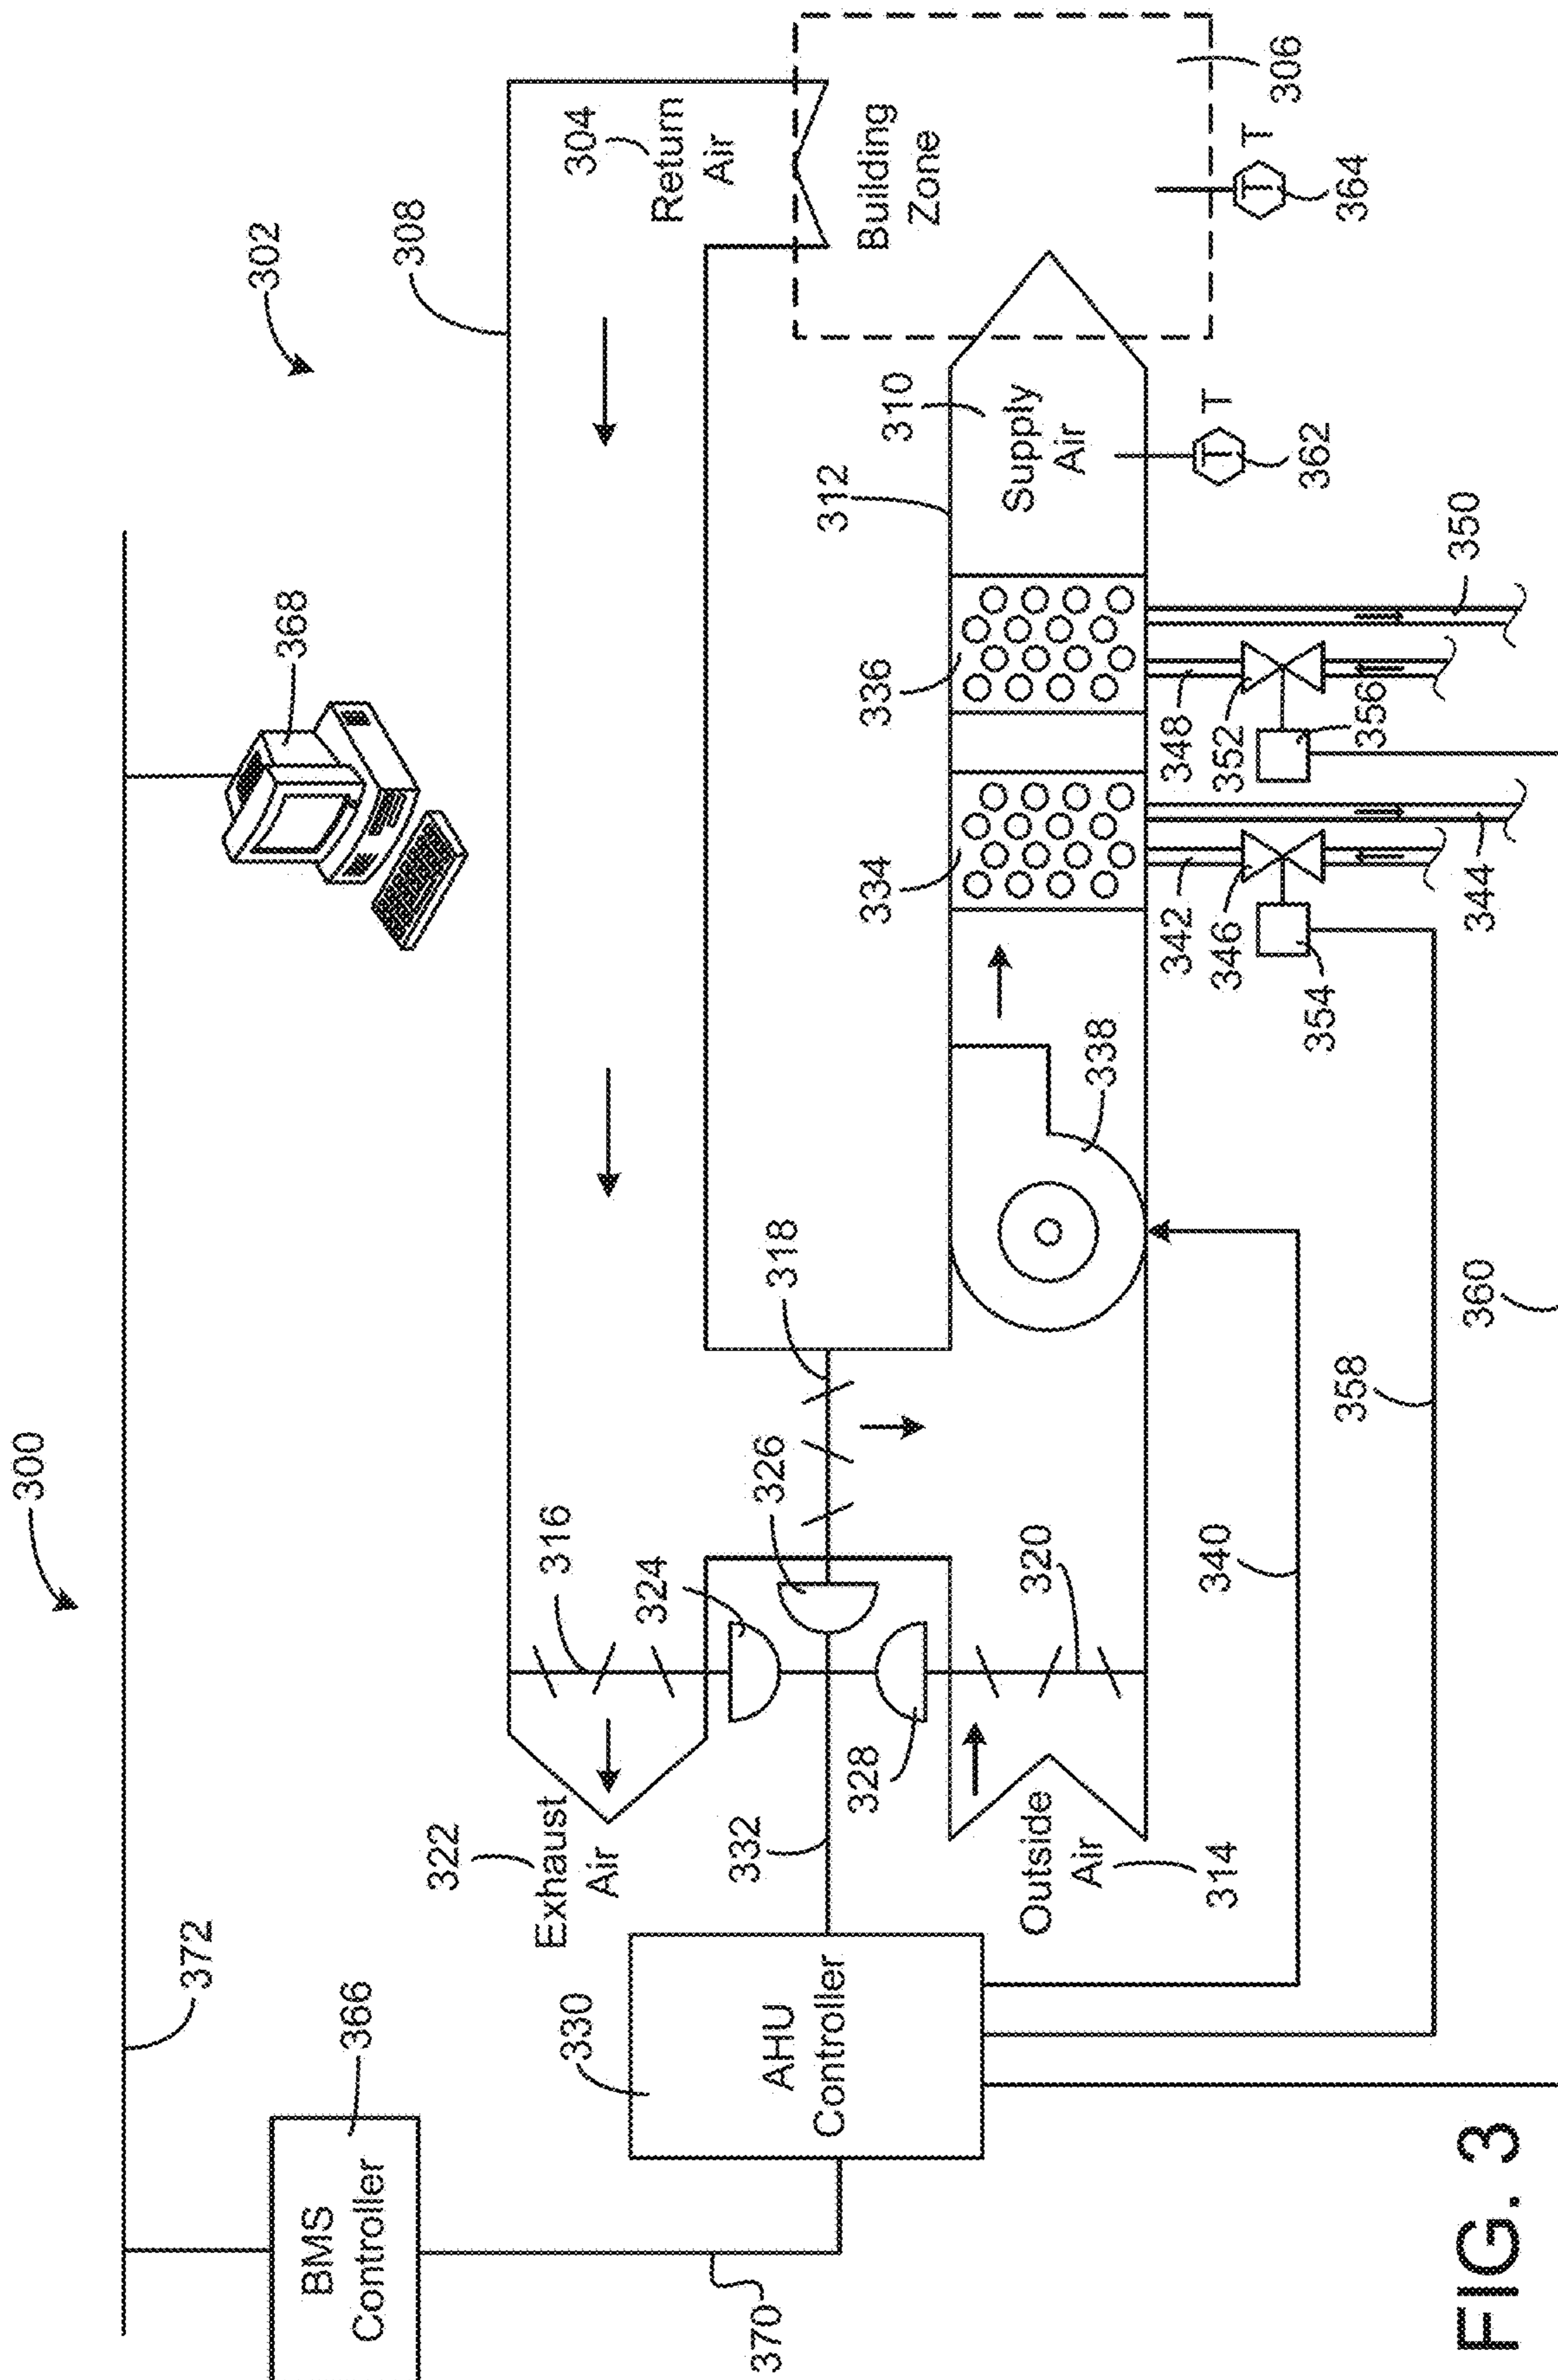 300
302
372
366
BMS
Controller
368
308
304
Return
Air
370
330
AHU
Controller
322
Exhaust
Air
316
324
326
318
332
328
Outside
Air
314
320
340
338
334
336
312
310
Supply
Air
Building
Zone
306
342
346
354
344
348
352
356
350
T
362
T
T
364
T
358
360
FIG. 3